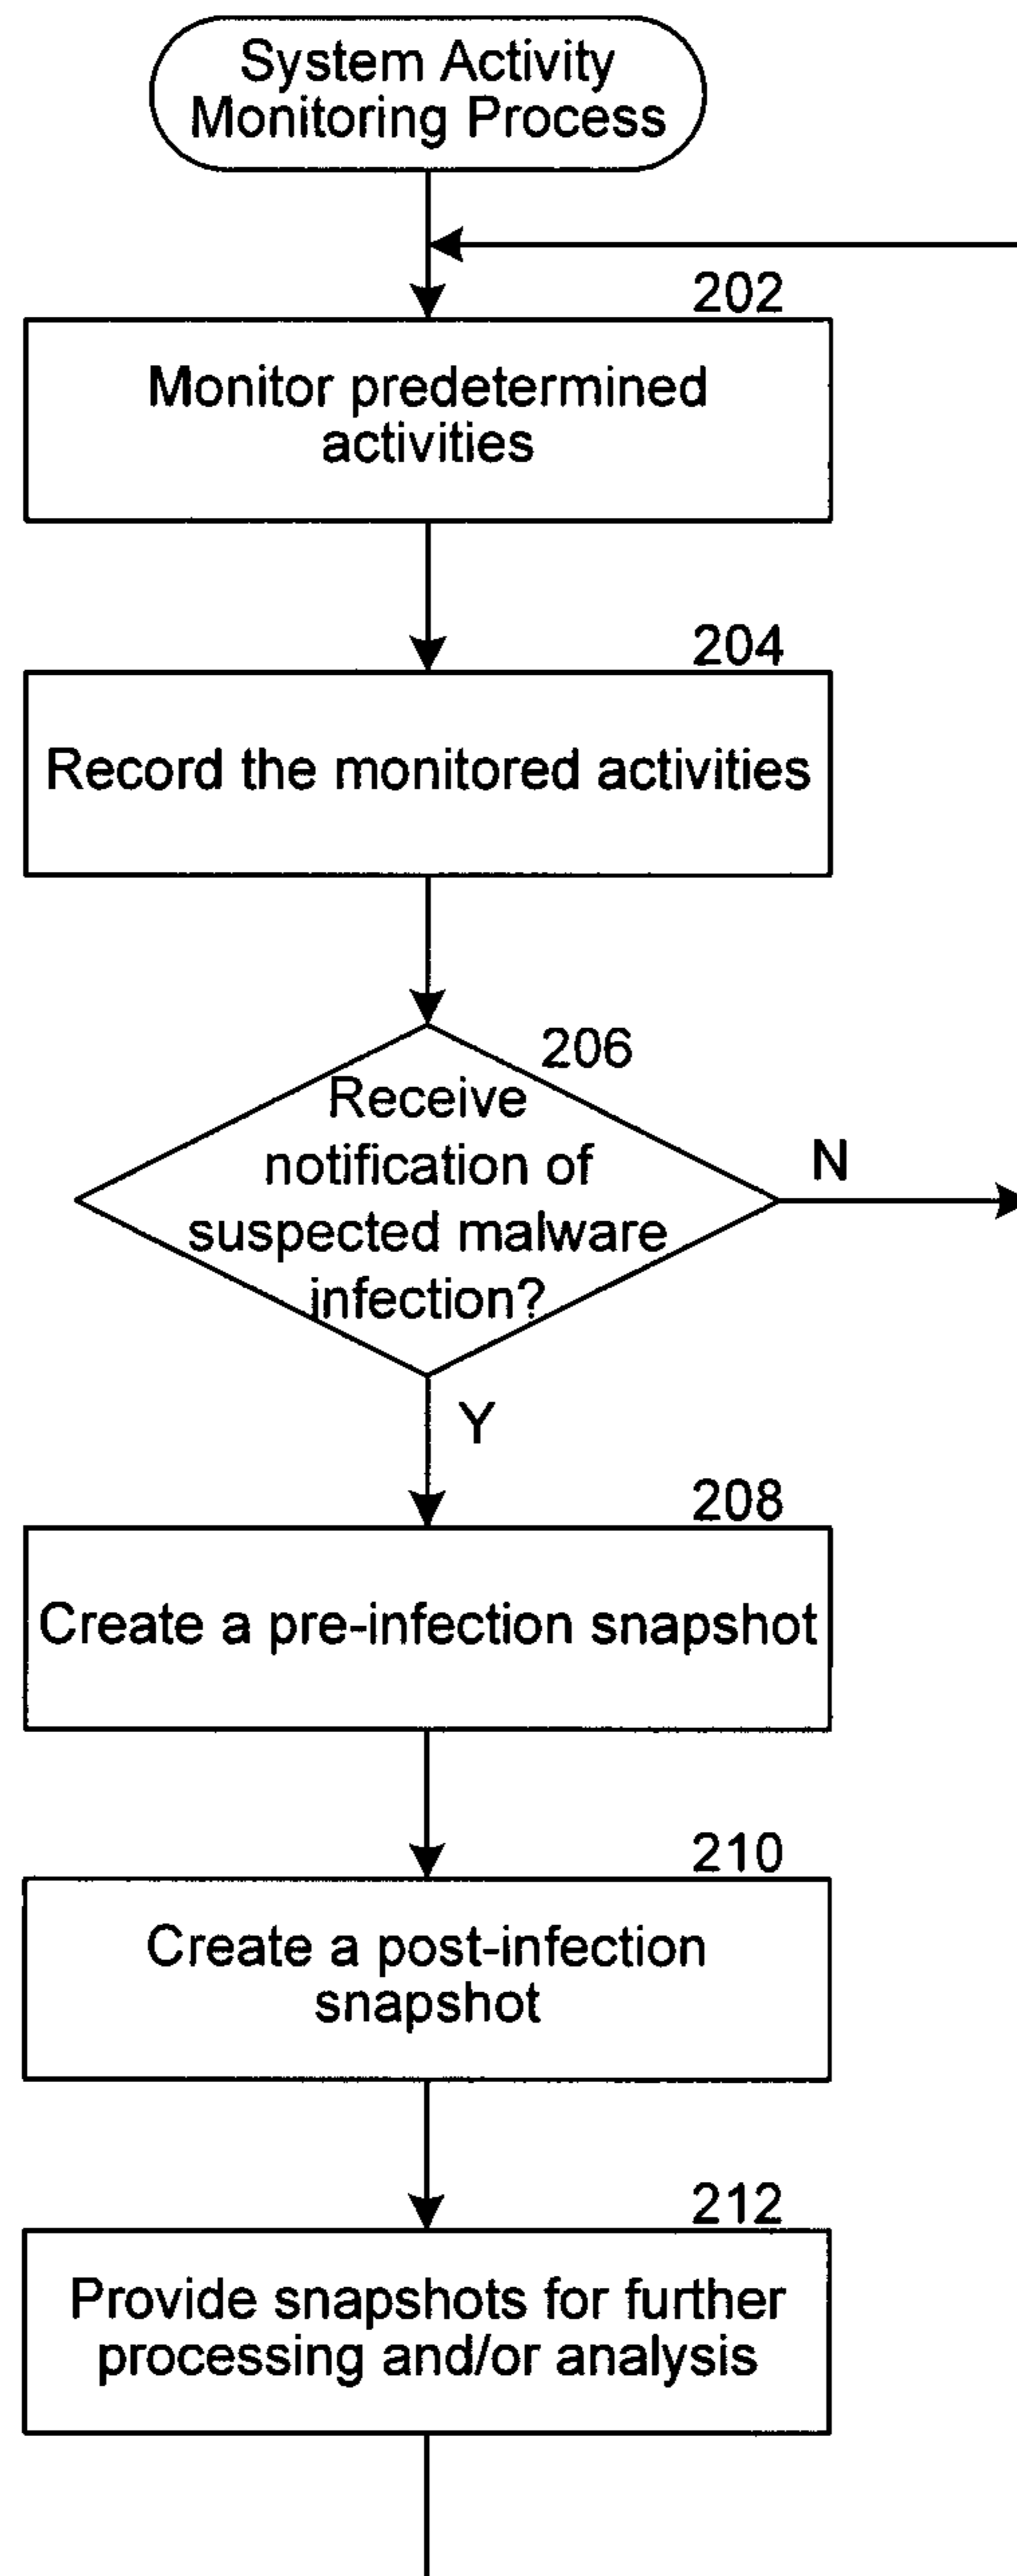 System Activity
Monitoring Process
202
Monitor predetermined
activities
204
Record the monitored activities
206
Receive
notification of
suspected malware
infection?
N
Y
208
Create a pre-infection snapshot
210
Create a post-infection
snapshot
212
Provide snapshots for further
processing and/or analysis